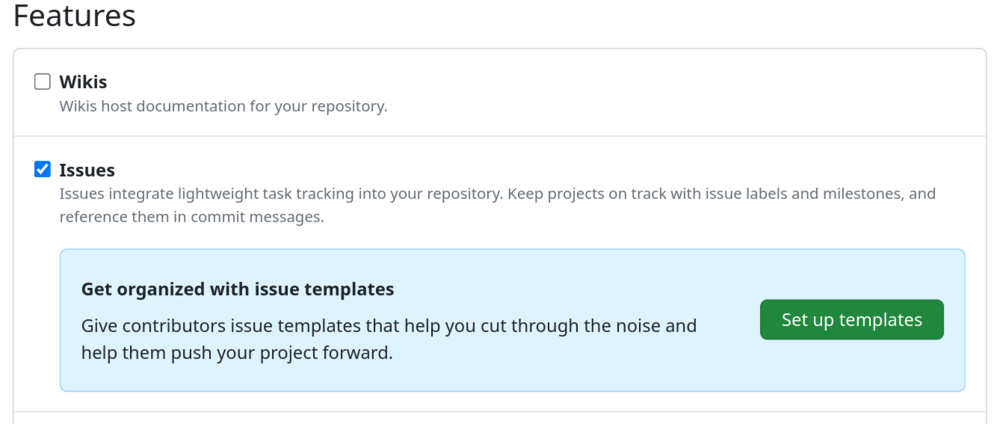 Features
Wikis
Wikis host documentation for your repository.
Issues
Issues integrate lightweight task tracking into your repository. Keep projects on track with issue labels and milestones, and
reference them in commit messages.
Get organized with issue templates
Give contributors issue templates that help you cut through the noise and
help them push your project forward.
Set up templates